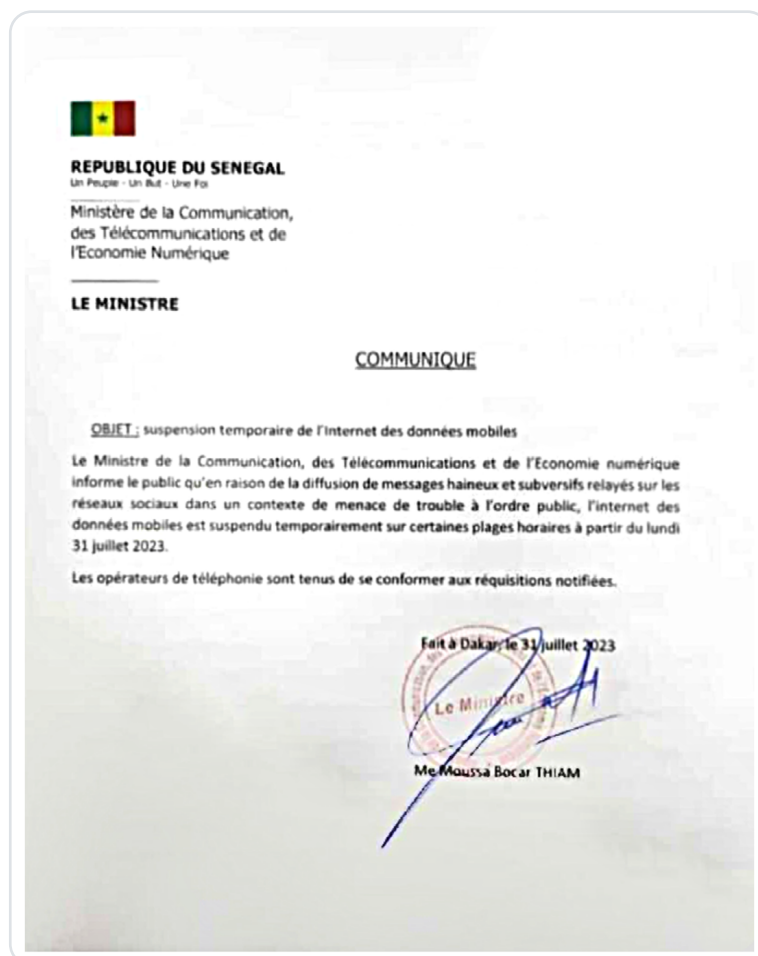 REPUBLIQUE DU SENEGAL
Un Peuple - Un But - Une Foi
Ministère de la Communication,
des Télécommunications et de
l'Economie Numérique
LE MINISTRE
COMMUNIQUE
OBJET : suspension temporaire de l'Internet des données mobiles
Le Ministre de la Communication, des Télécommunications et de l'Economie numérique
informe le public qu'en raison de la diffusion de messages haineux et subversifs relayés sur les
réseaux sociaux dans un contexte de menace de trouble à l'ordre public, l'internet des
données mobiles est suspendu temporairement sur certaines plages horaires à partir du lundi
31 juillet 2023.
Les opérateurs de téléphonie sont tenus de se conformer aux réquisitions notifiées.
Fait à Dakar, le 31 juillet 2023
Le Ministre
Me Moussa Bocar THIAM